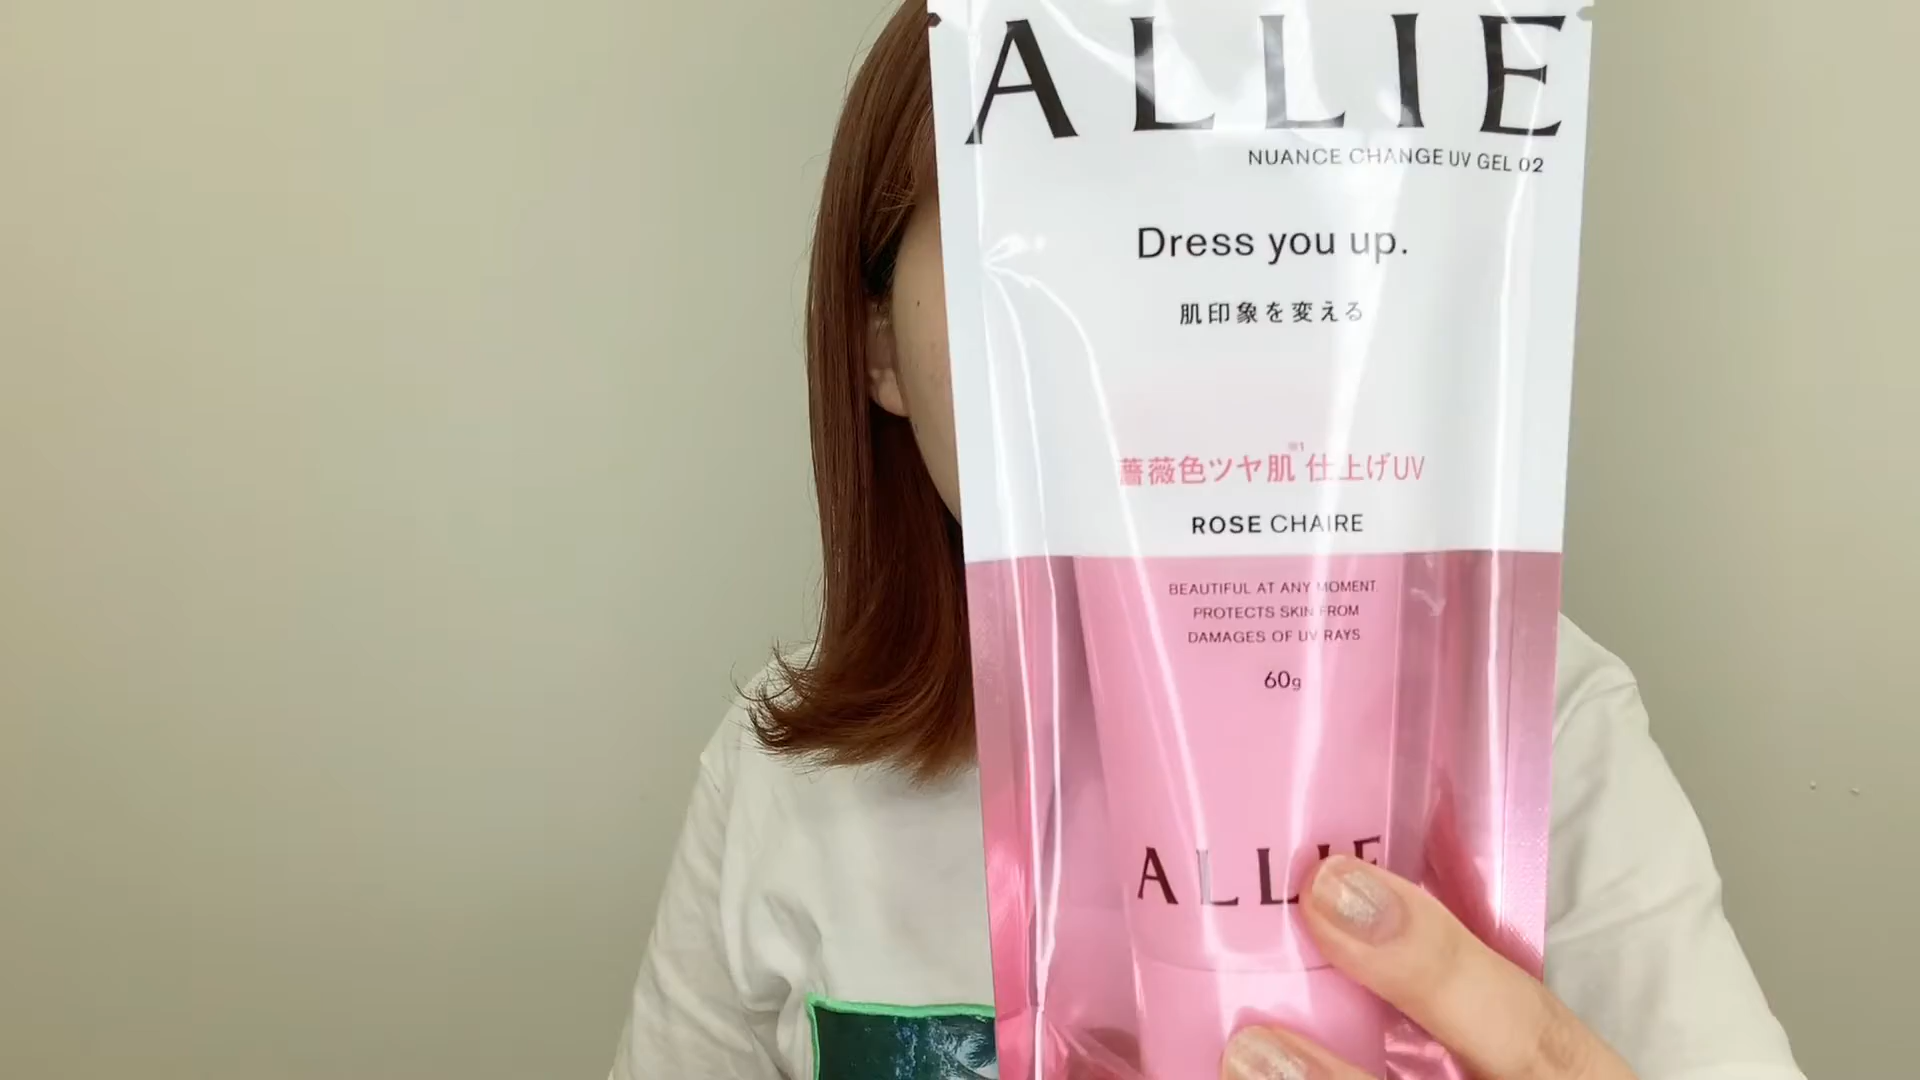 ALLIE
NUANCE CHANGE UV GEL 02
Dress you up.
肌印象を変える
薔薇色ツヤ肌※1仕上げUV
ROSE CHAIRE
BEAUTIFUL AT ANY MOMENT.
PROTECTS SKIN FROM
DAMAGES OF UV RAYS
60g
ALLIE